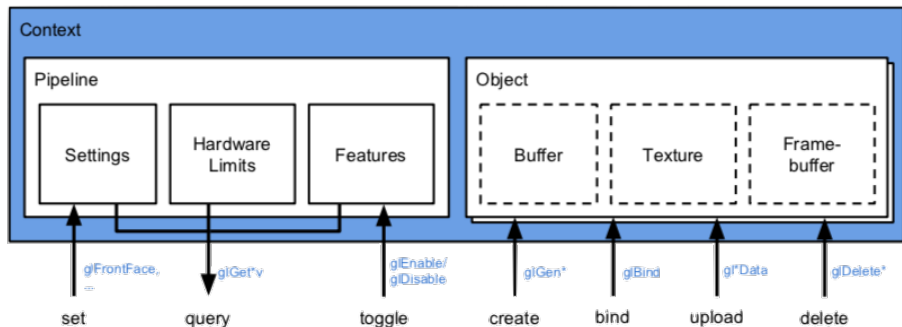 Context
Pipeline
Object
Settings
Hardware
Limits
Features
Buffer
Texture
Frame-
buffer
glFrontFace,
...
glGet*v
glEnable/
glDisable
glGen*
glBind
gl*Data
glDelete*
set
query
toggle
create
bind
upload
delete